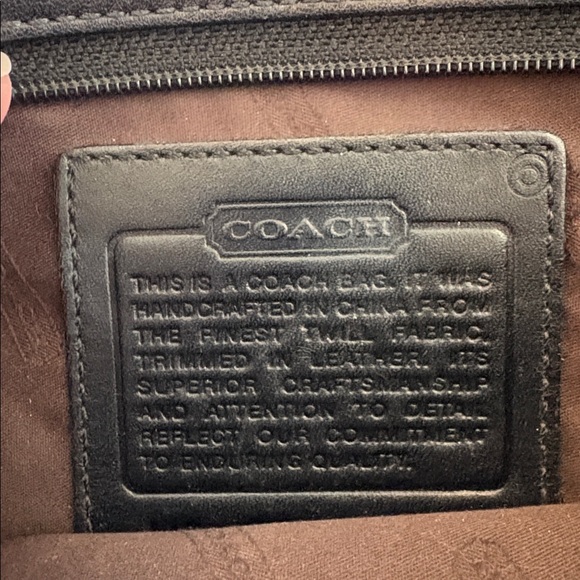 COACH
THIS IS A COACH BAG. IT WAS
HANDCRAFTED IN CHINA FROM
THE FINEST TWILL FABRIC,
TRIMMED IN LEATHER. ITS
SUPERIOR CRAFTSMANSHIP
AND ATTENTION TO DETAIL
REFLECT OUR COMMITMENT
TO ENDURING QUALITY.